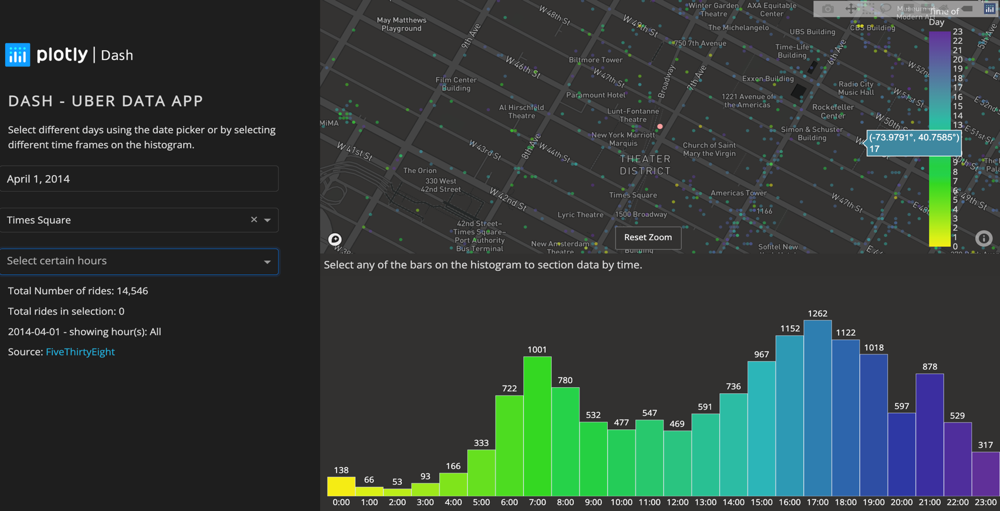 plotly | Dash
DASH - UBER DATA APP
Select different days using the date picker or by selecting
different time frames on the histogram.
April 1, 2014
Times Square
Select certain hours
Total Number of rides: 14,546
Total rides in selection: 0
2014-04-01 - showing hour(s): All
Source: FiveThirtyEight
May Matthews
Playground
9th Ave
W 48th St
W 49th St
Winter Garden
Theatre
AXA Equitable
Center
The Michelangelo
UBS Building
CBS Building
Museum of
Modern Art
5th Ave
750 7th Avenue
Time-Life
Building
6th Ave
Biltmore Tower
W 46th St
W 47th St
Broadway
7th Ave
W 52nd
Film Center
Building
Exxon Building
Radio City
Music Hall
W 51st St
E 52nd
Paramount Hotel
1221 Avenue of
the Americas
Al Hirschfeld
Theatre
Lunt-Fontanne
Theatre
Rockefeller
Center
W 50th St
MiMA
New York Marriott
Marquis
Simon & Schuster
Building
E 51st St
W 41st St
W 43rd St
8th Ave
W 44th St
Church of Saint
Mary the Virgin
THEATER
DISTRICT
The Orion
330 West
42nd Street
W 42nd St
Times Square
Americas Tower
W 47th St
49th St
E 48th
Lyric Theatre
1500 Broadway
1166
42nd Street–
Times Square–
Port Authority
Bus Terminal
New Amsterdam
Theatre
Building
Sofitel New
Reset Zoom
(-73.9791°, 40.7585°)
17
Time of
Day
23
22
21
20
19
18
17
16
15
14
13
9
8
7
6
5
4
3
2
1
0
Select any of the bars on the histogram to section data by time.
138
66
53
93
166
333
722
1001
780
532
477
547
469
591
736
967
1152
1262
1122
1018
597
878
529
317
0:00 1:00 2:00 3:00 4:00 5:00 6:00 7:00 8:00 9:00 10:00 11:00 12:00 13:00 14:00 15:00 16:00 17:00 18:00 19:00 20:00 21:00 22:00 23:00